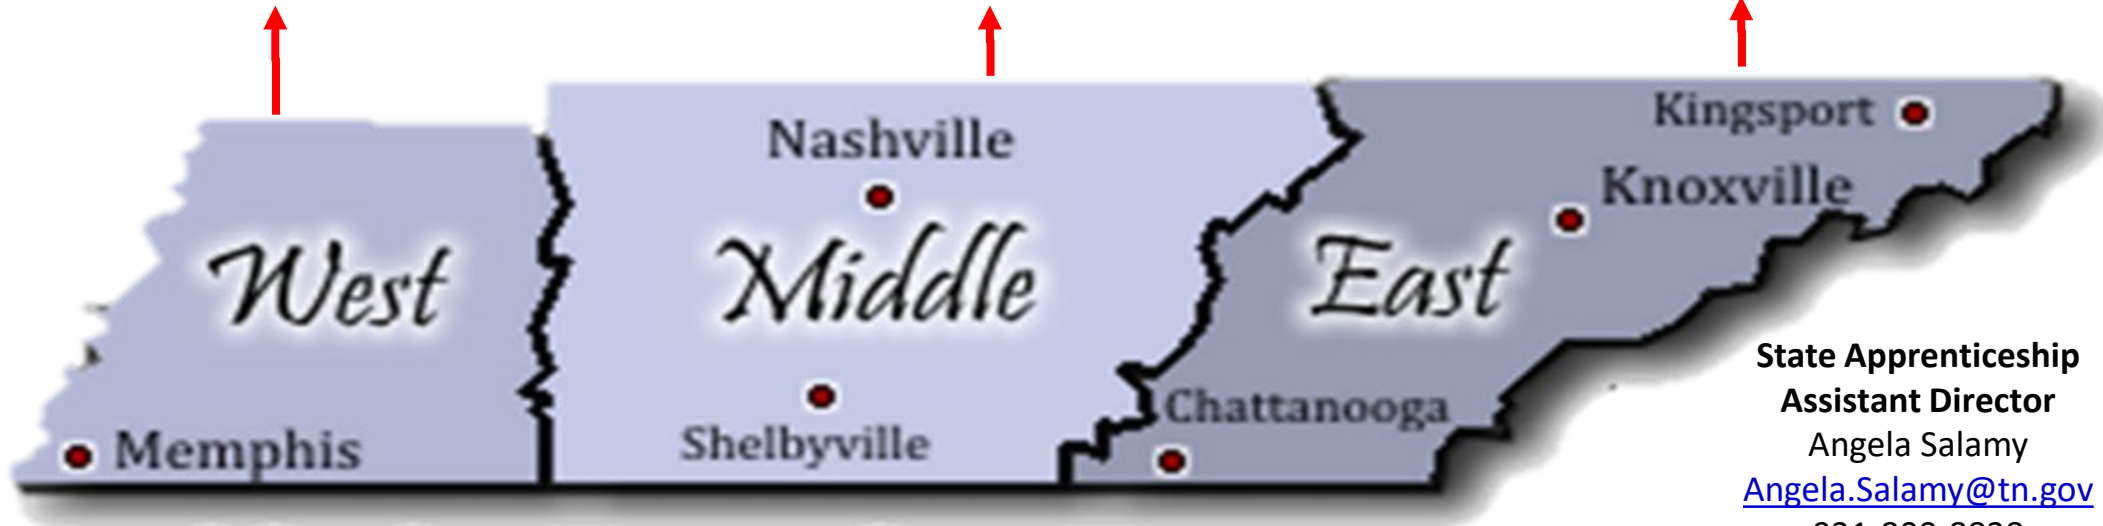 Kingsport
Nashville
Knoxville
West
Middle
East
Chattanooga
Shelbyville
Memphis
State Apprenticeship
Assistant Director
Angela Salamy
Angela.Salamy@tn.gov